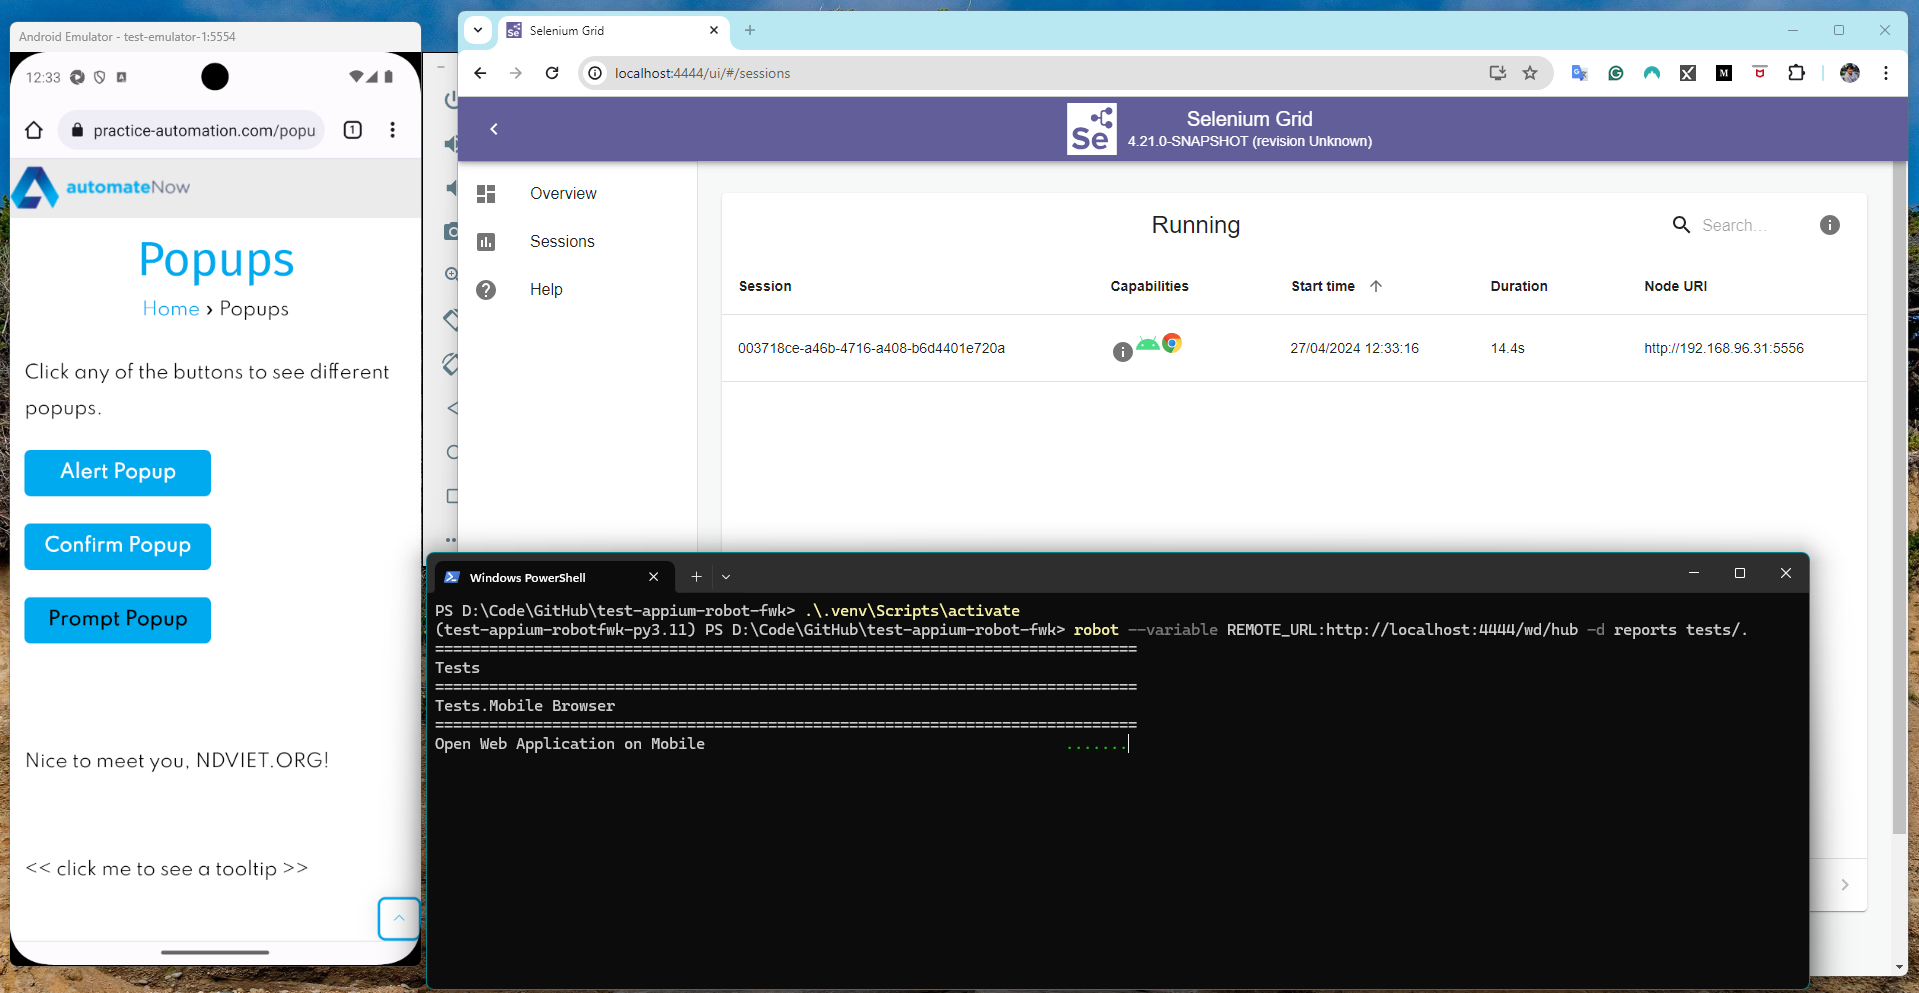 Android Emulator - test-emulator-1:5554
12:33
practice-automation.com/popu
1
automateNow
Popups
Home › Popups
Click any of the buttons to see different
popups.
Alert Popup
Confirm Popup
Prompt Popup
Nice to meet you, NDVIET.ORG!
<< click me to see a tooltip >>
Selenium Grid
localhost:4444/ui/#/sessions
Se
Selenium Grid
4.21.0-SNAPSHOT (revision Unknown)
Overview
Sessions
Help
Running
Search…
Session Capabilities Start time Duration Node URI
003718ce-a46b-4716-a408-b6d4401e720a 27/04/2024 12:33:16 14.4s http://192.168.96.31:5556
Windows PowerShell
PS D:\Code\GitHub\test-appium-robot-fwk> .\.venv\Scripts\activate
(test-appium-robotfwk-py3.11) PS D:\Code\GitHub\test-appium-robot-fwk> robot --variable REMOTE_URL:http://localhost:4444/wd/hub -d reports tests/.
==============================================================================
Tests
==============================================================================
Tests.Mobile Browser
==============================================================================
Open Web Application on Mobile .......